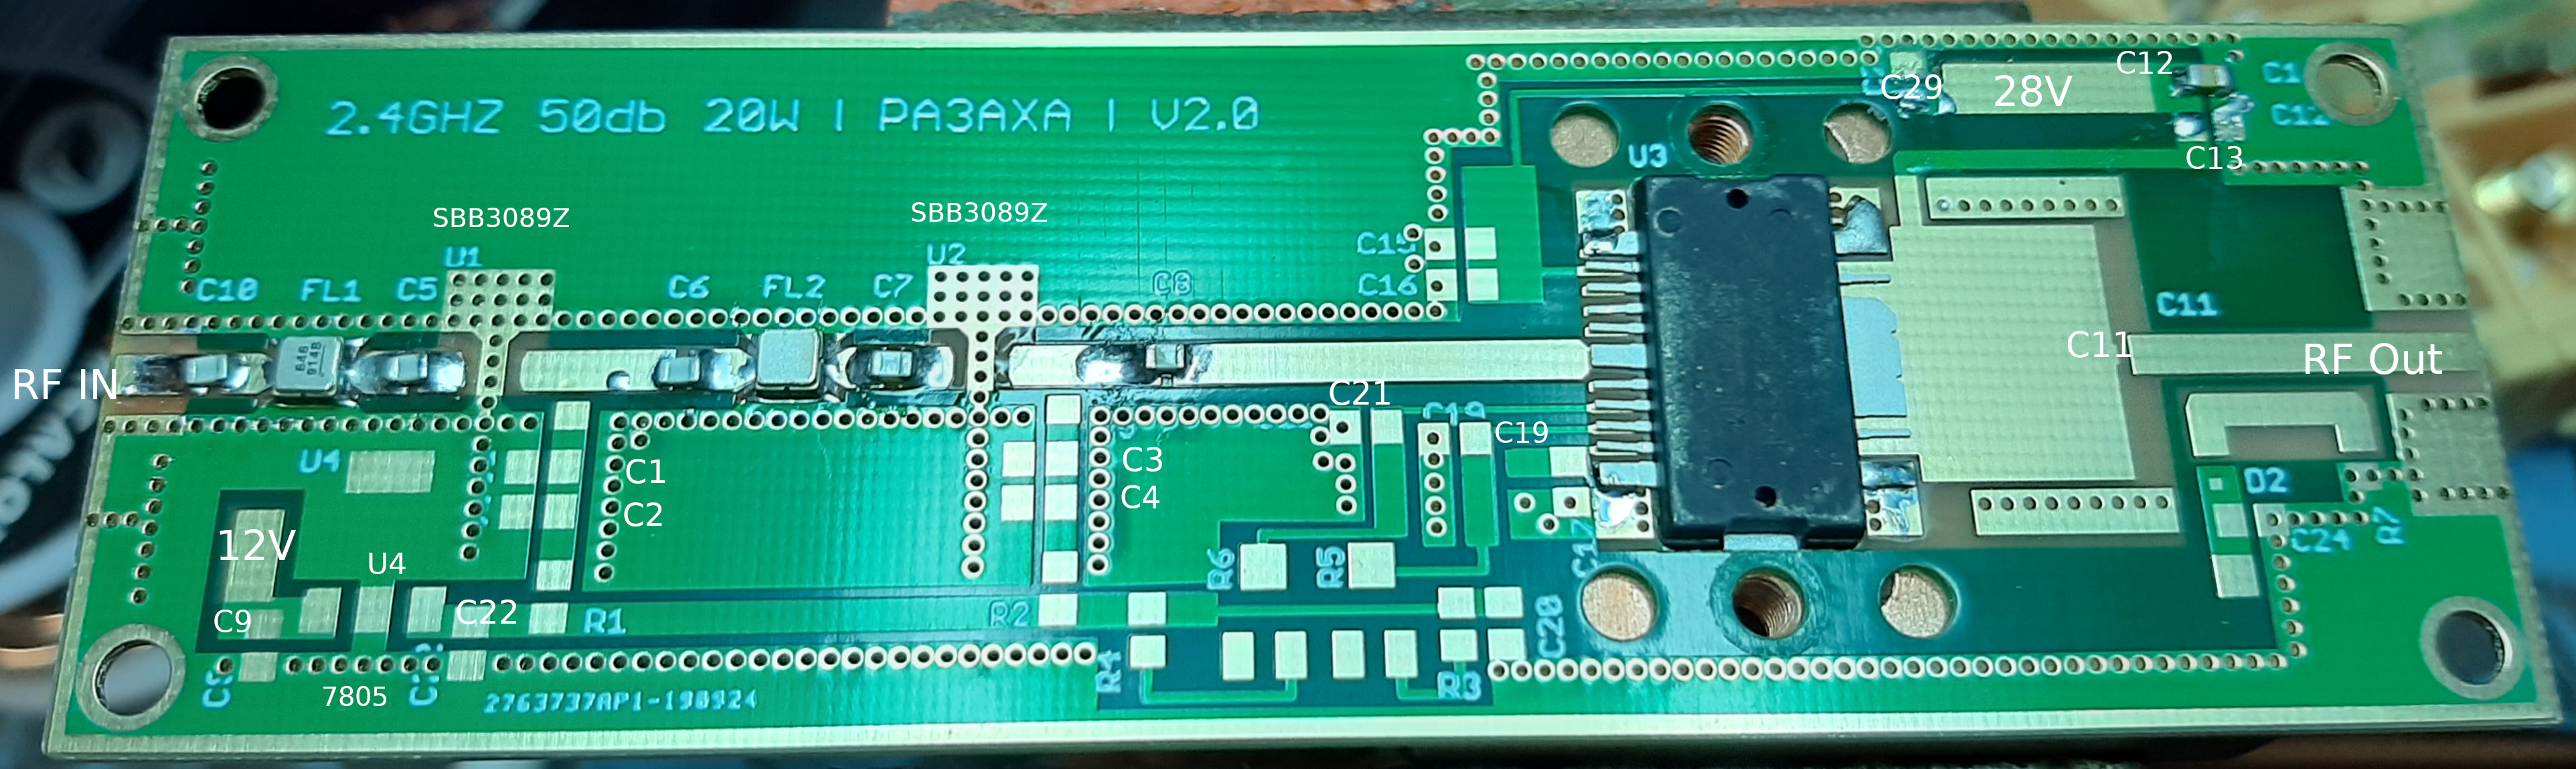 2.4GHZ 50db 20W | PA3AXA | V2.0
C29
28V
C12
C1
C12
C13
U3
SBB3089Z
SBB3089Z
U1
U2
C10
FL1
C5
C6
FL2
C7
C8
C15
C16
C11
C11
RF IN
RF Out
C21
C19
C19
U4
C1
C2
C3
C4
12V
U4
C9
C22
R1
R2
R6
R5
C17
D2
C24
R7
C20
R4
R3
C9
7805
2763737AP1-190924